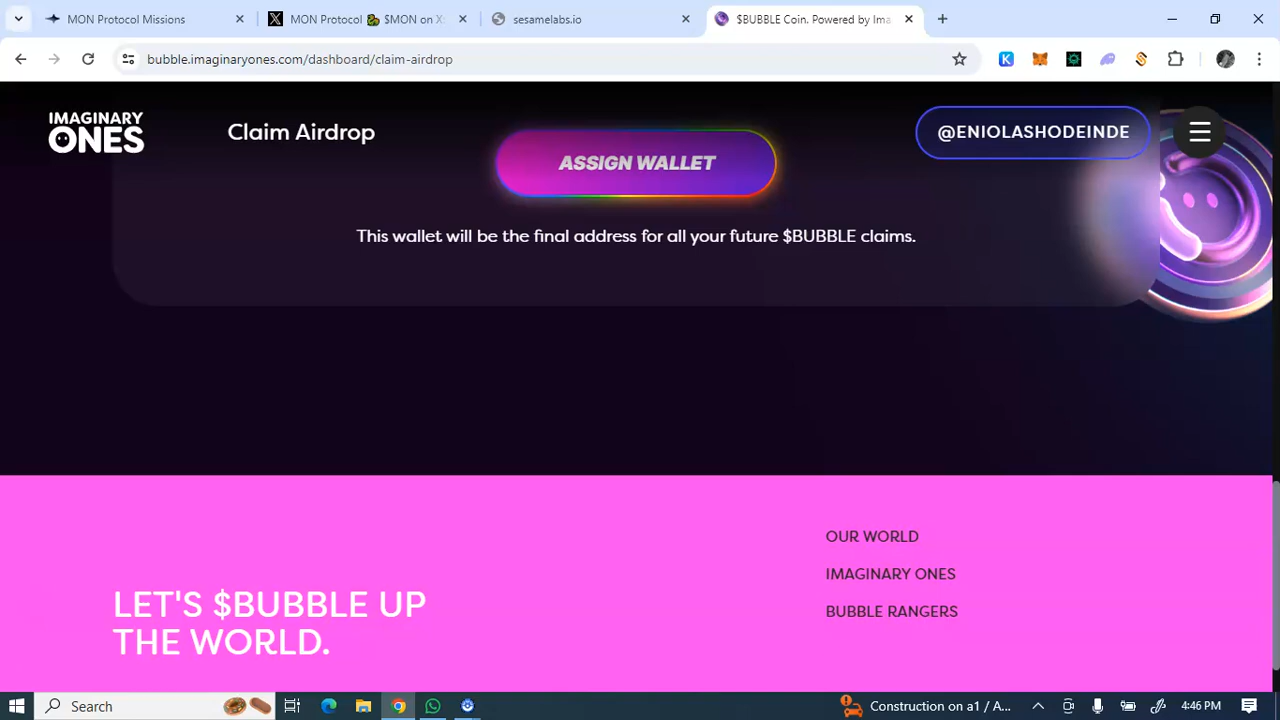 MON Protocol Missions
MON Protocol 🐉 $MON on X
sesamelabs.io
$BUBBLE Coin. Powered by Ima
bubble.imaginaryones.com/dashboard/claim-airdrop
IMAGINARY
ONES
Claim Airdrop
@ENIOLASHODEINDE
ASSIGN WALLET
This wallet will be the final address for all your future $BUBBLE claims.
OUR WORLD
IMAGINARY ONES
BUBBLE RANGERS
LET'S $BUBBLE UP
THE WORLD.
Search
Construction on a1 / A...
4:46 PM